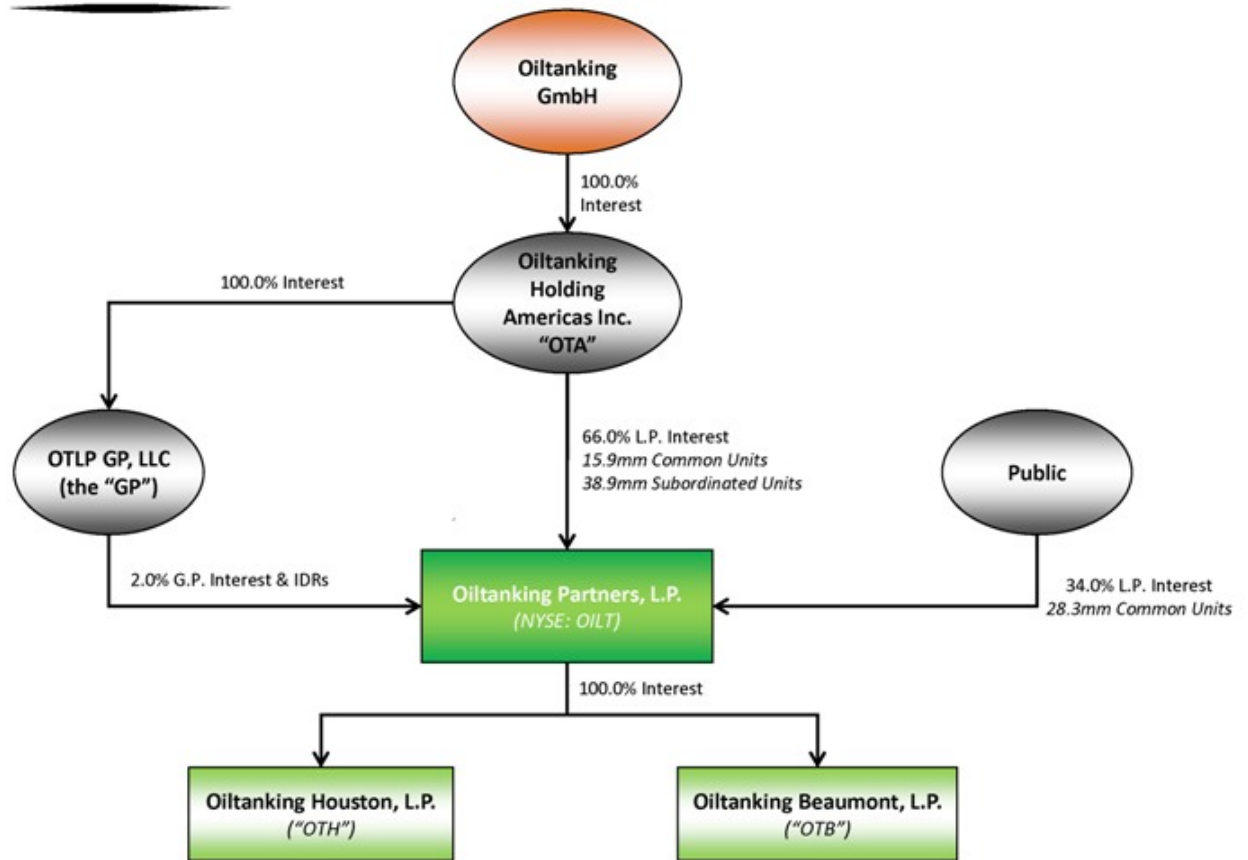 Oiltanking
GmbH
100.0%
Interest
Oiltanking
Holding
Americas Inc.
“OTA”
100.0% Interest
OTLP GP, LLC
(the “GP”)
66.0% L.P. Interest
15.9mm Common Units
38.9mm Subordinated Units
Public
2.0% G.P. Interest & IDRs
Oiltanking Partners, L.P.
(NYSE: OILT)
34.0% L.P. Interest
28.3mm Common Units
100.0% Interest
Oiltanking Houston, L.P.
(“OTH”)
Oiltanking Beaumont, L.P.
(“OTB”)